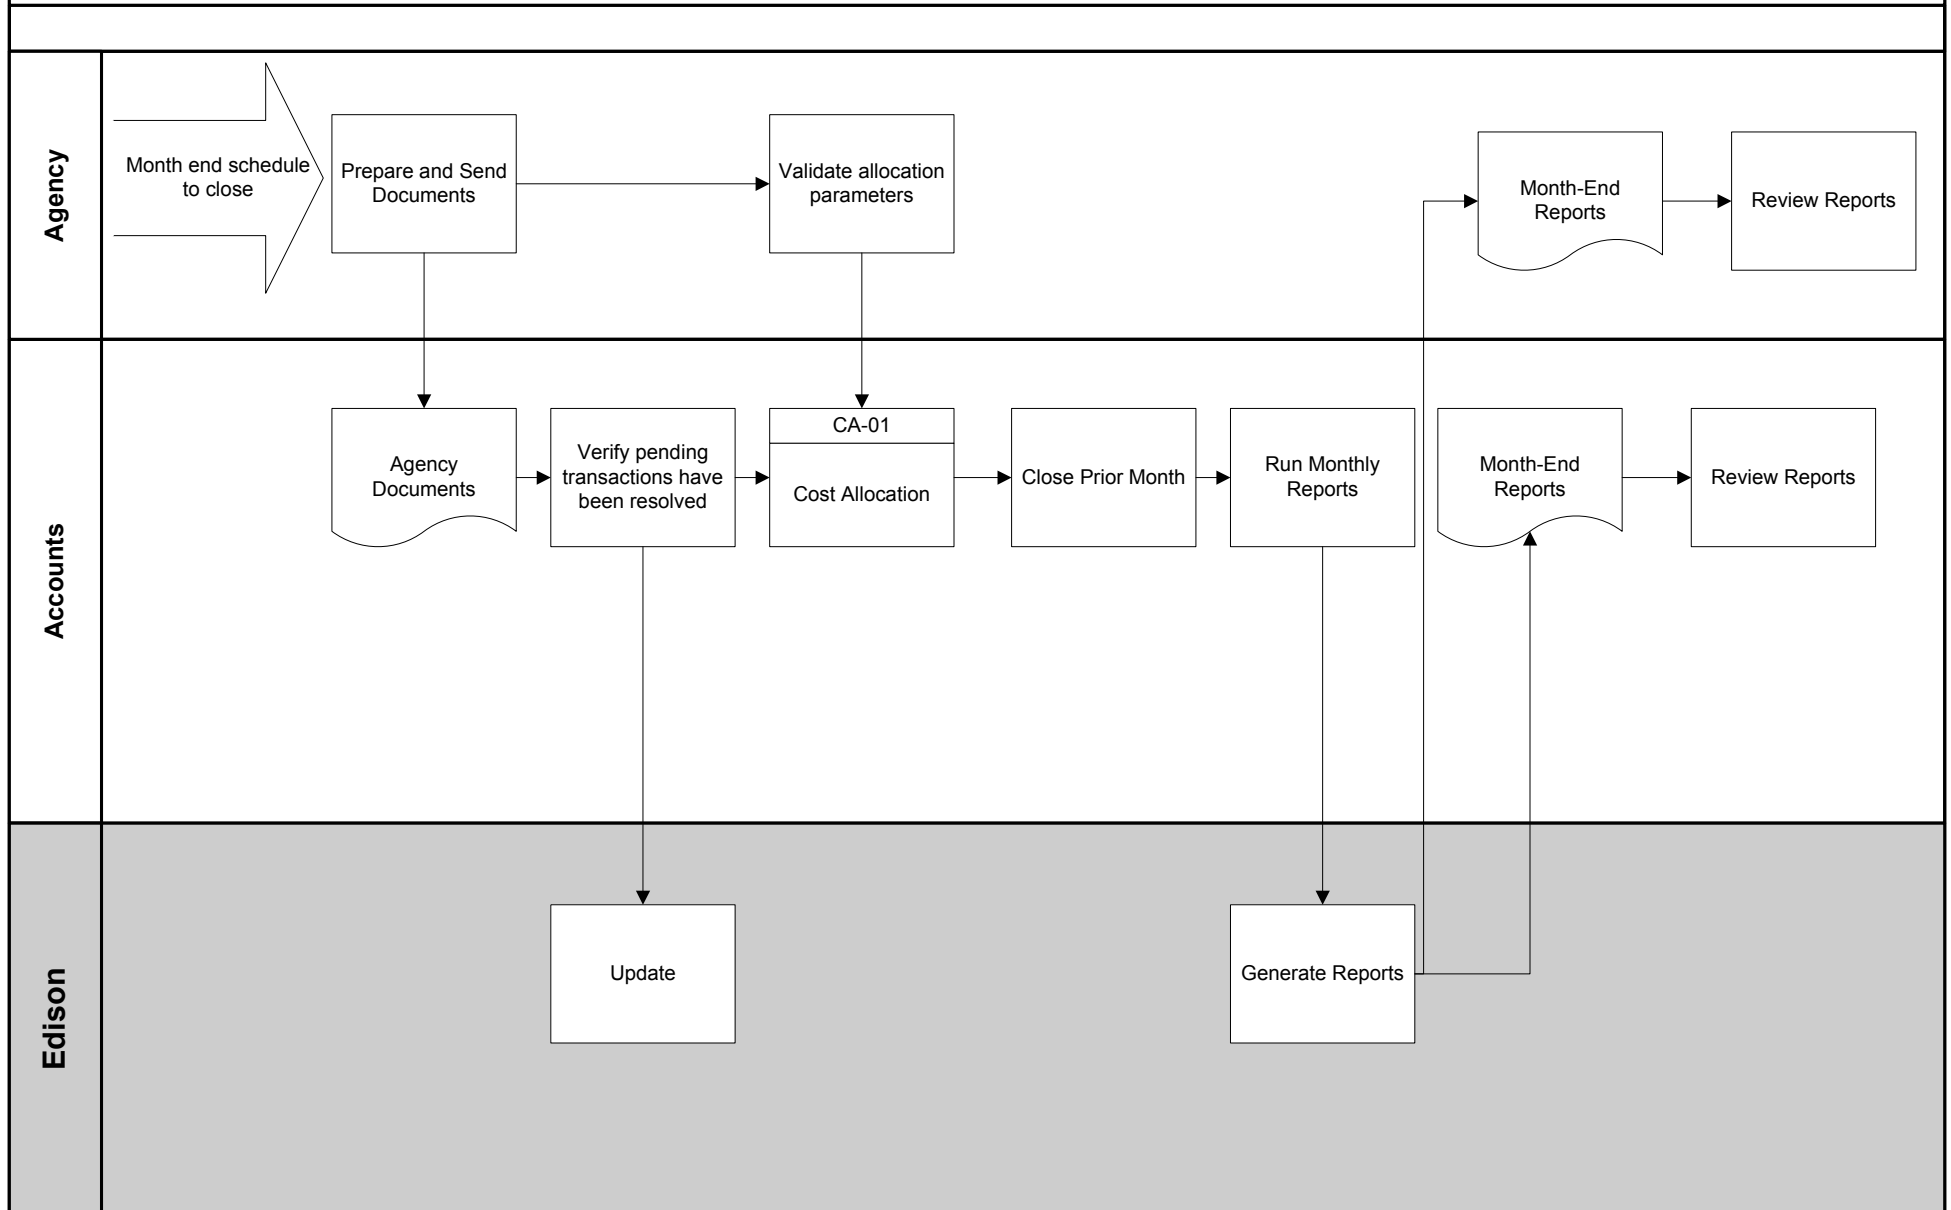 Agency
Month end schedule
to close
Prepare and Send
Documents
Validate allocation
parameters
Month-End
Reports
Review Reports
Accounts
Agency
Documents
Verify pending
transactions have
been resolved
CA-01
Cost Allocation
Close Prior Month
Run Monthly
Reports
Month-End
Reports
Review Reports
Edison
Update
Generate Reports